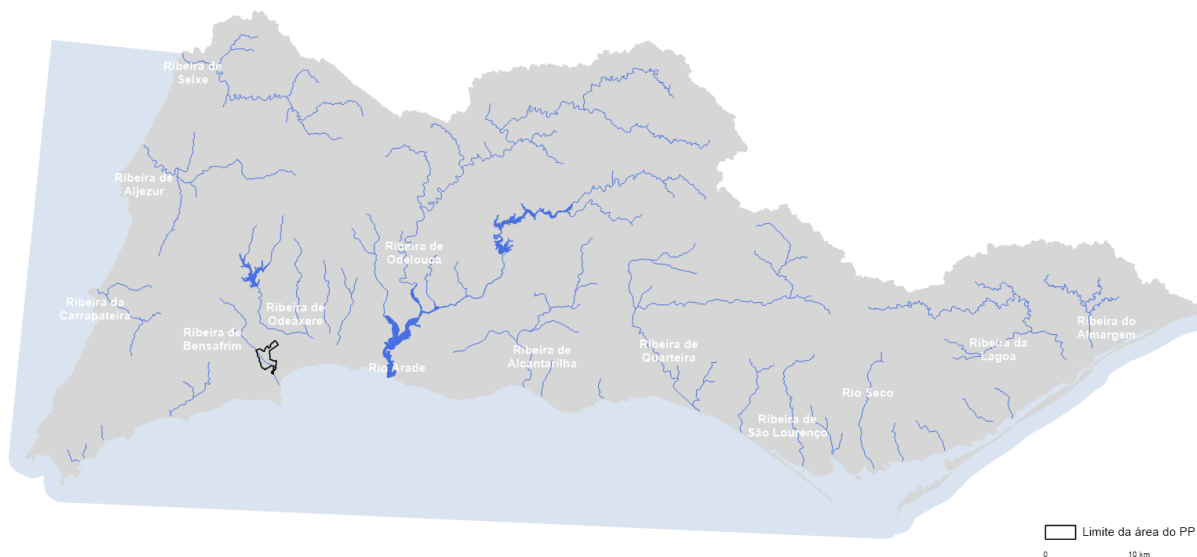 Ribeira de
Seixe
Ribeira de
Aljezur
Ribeira de
Odelouca
Ribeira da
Carrapateira
Ribeira de
Odeáxere
Ribeira de
Bensafrim
Rio Arade
Ribeira de
Alcantarilha
Ribeira de
Quarteira
Ribeira do
Almargem
Ribeira da
Lagoa
Rio Seco
Ribeira de
São Lourenço
Limite da área do PP
0 10 km